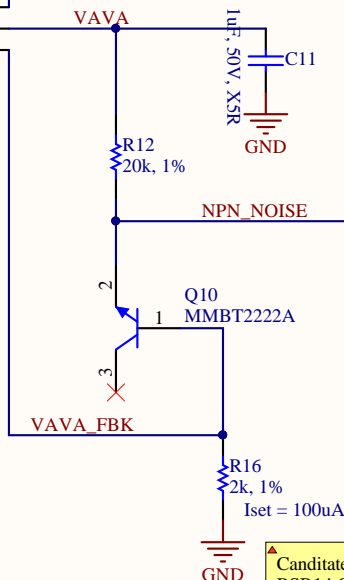 VAVA
1uF, 50V, X5R
C11
GND
R12
20k, 1%
NPN_NOISE
2
Q10
MMBT2222A
1
3
VAVA_FBK
R16
2k, 1%
Iset = 100uA
GND
Canditate